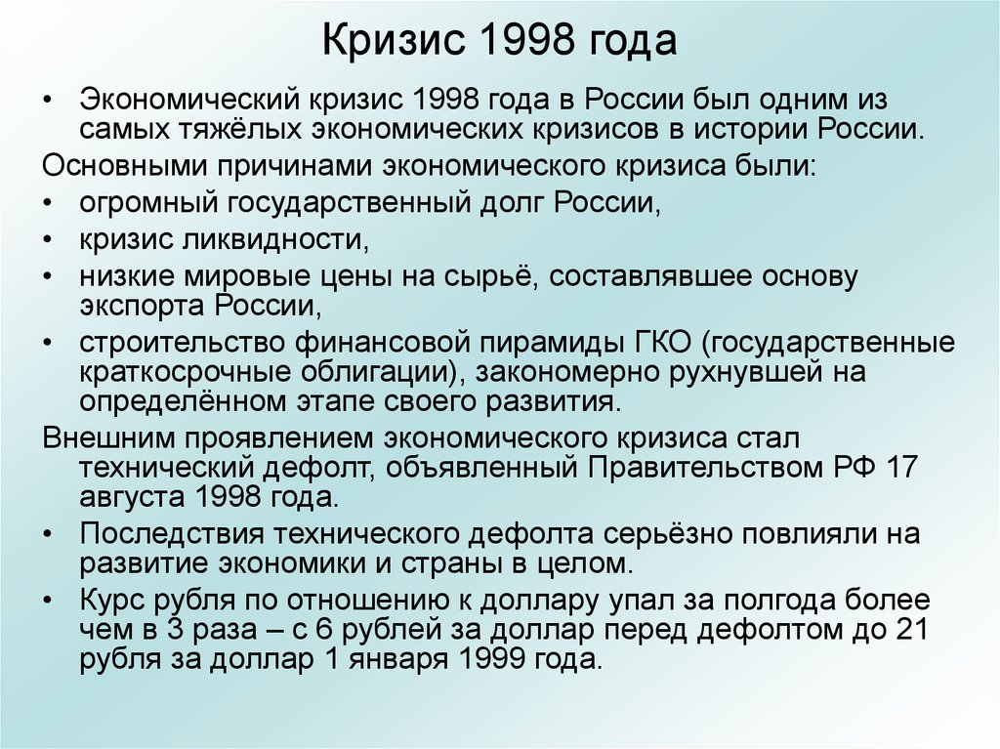 Кризис 1998 года
• Экономический кризис 1998 года в России был одним из
самых тяжёлых экономических кризисов в истории России.
Основными причинами экономического кризиса были:
• огромный государственный долг России,
• кризис ликвидности,
• низкие мировые цены на сырьё, составлявшее основу
экспорта России,
• строительство финансовой пирамиды ГКО (государственные
краткосрочные облигации), закономерно рухнувшей на
определённом этапе своего развития.
Внешним проявлением экономического кризиса стал
технический дефолт, объявленный Правительством РФ 17
августа 1998 года.
• Последствия технического дефолта серьёзно повлияли на
развитие экономики и страны в целом.
• Курс рубля по отношению к доллару упал за полгода более
чем в 3 раза – с 6 рублей за доллар перед дефолтом до 21
рубля за доллар 1 января 1999 года.